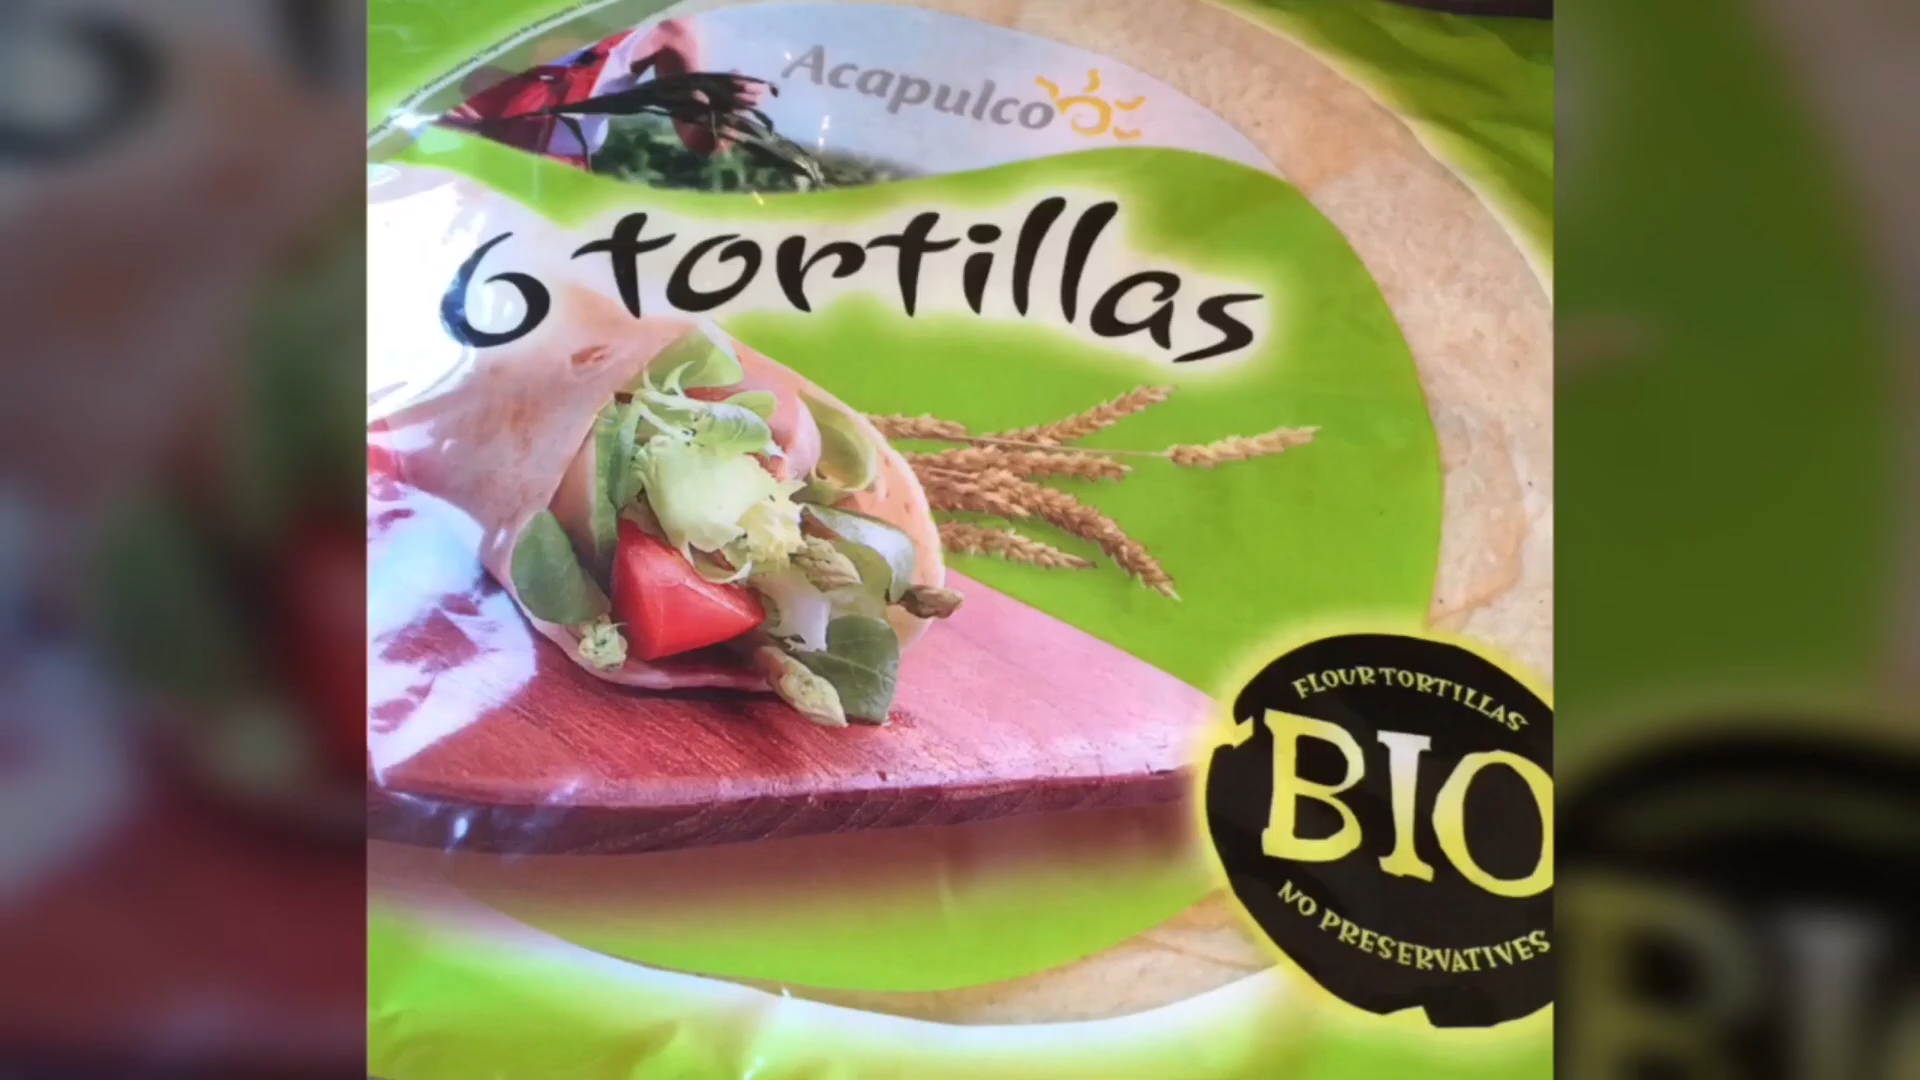 Acapulco
6 tortillas
FLOUR TORTILLAS
BIO
NO PRESERVATIVES